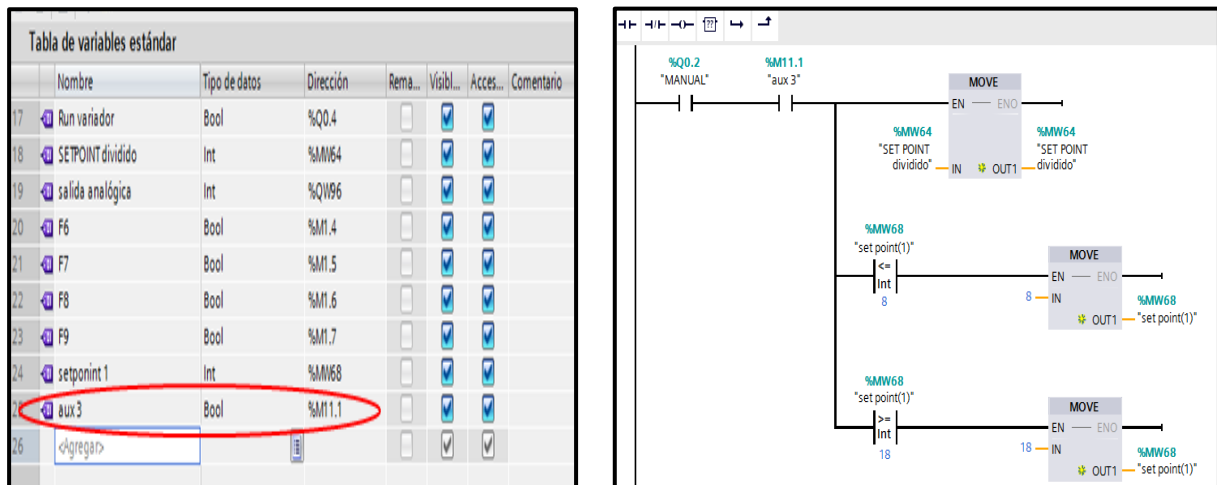 Tabla de variables estándar
Nombre Tipo de datos Dirección Rema... Visibl... Acces... Comentario
17 Run variador Bool %Q0.4
18 SETPOINT dividido Int %MW64
19 salida analógica Int %QW96
20 F6 Bool %M1.4
21 F7 Bool %M1.5
22 F8 Bool %M1.6
23 F9 Bool %M1.7
24 setponint 1 Int %MW68
aux 3 Bool %M11.1
26 <Agregar>
??
%Q0.2 %M11.1
"MANUAL" "aux 3"
MOVE
EN ENO
%MW64 %MW64
"SET POINT "SET POINT
dividido" IN OUT1 dividido"
%MW68
"set point(1)"
<=
Int
8
MOVE
EN ENO
8 IN
%MW68
OUT1 "set point(1)"
%MW68
"set point(1)"
>=
Int
18
MOVE
EN ENO
18 IN
%MW68
OUT1 "set point(1)"